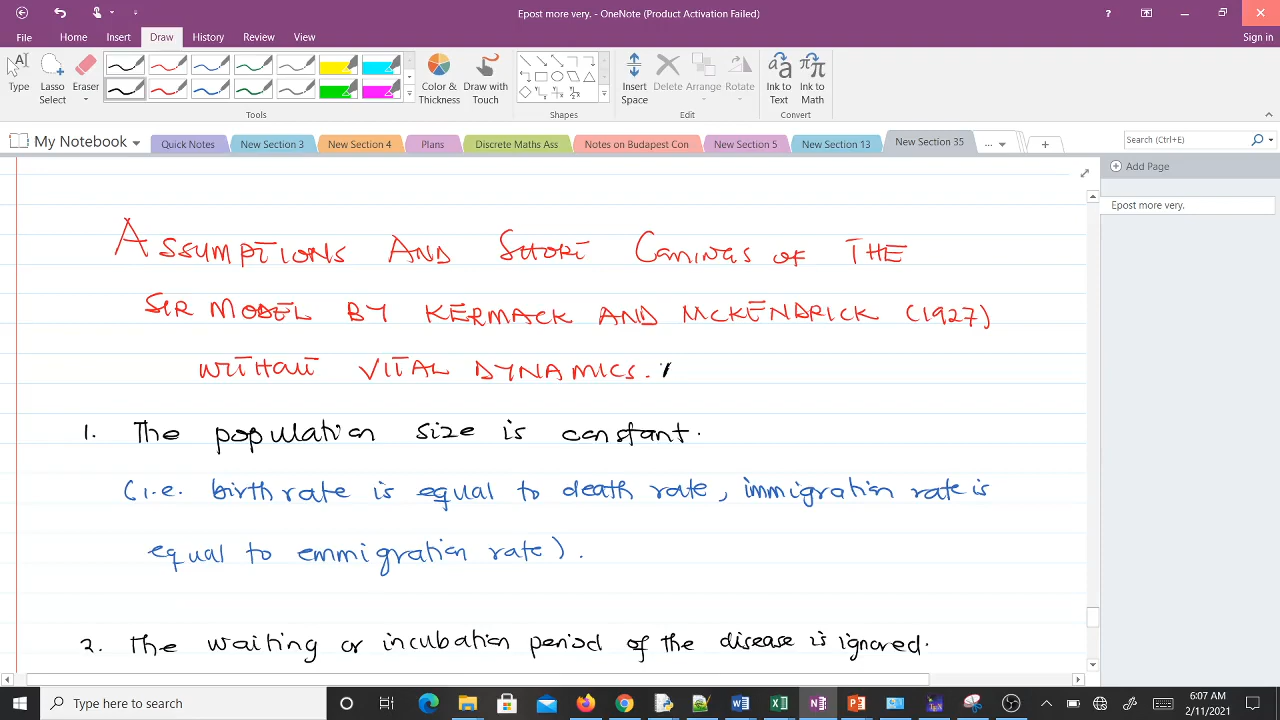 Epost more very. - OneNote (Product Activation Failed)
File Home Insert Draw History Review View Sign in
Type Lasso Select Eraser Color & Thickness Draw with Touch Insert Space Delete Arrange Rotate Ink to Text Ink to Math
Tools Shapes Edit Convert
My Notebook Quick Notes New Section 3 New Section 4 Plans Discrete Maths Ass Notes on Budapest Con New Section 5 New Section 13 New Section 35 ... Search (Ctrl+E)
Add Page
Epost more very.
ASSUMPTIONS AND SHORT COMINGS OF THE
SIR MODEL BY KERMACK AND MCKENDRICK (1927)
WITHOUT VITAL DYNAMICS.
1. The population size is constant.
(i.e. birth rate is equal to death rate, immigration rate is
equal to emmigration rate).
2. The waiting or incubation period of the disease is ignored.
Type here to search
6:07 AM
2/11/2021